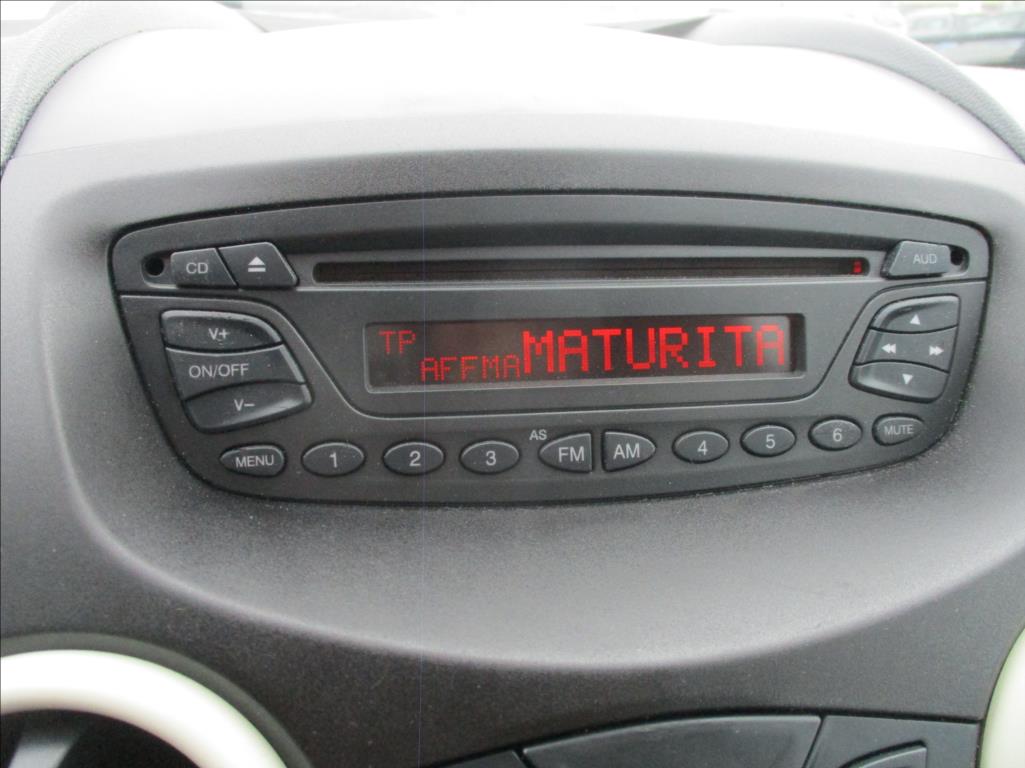 CD
AUD
V+
ON/OFF
V–
TP
AFFMA MATURITA
AS
MENU 1 2 3 FM AM 4 5 6 MUTE